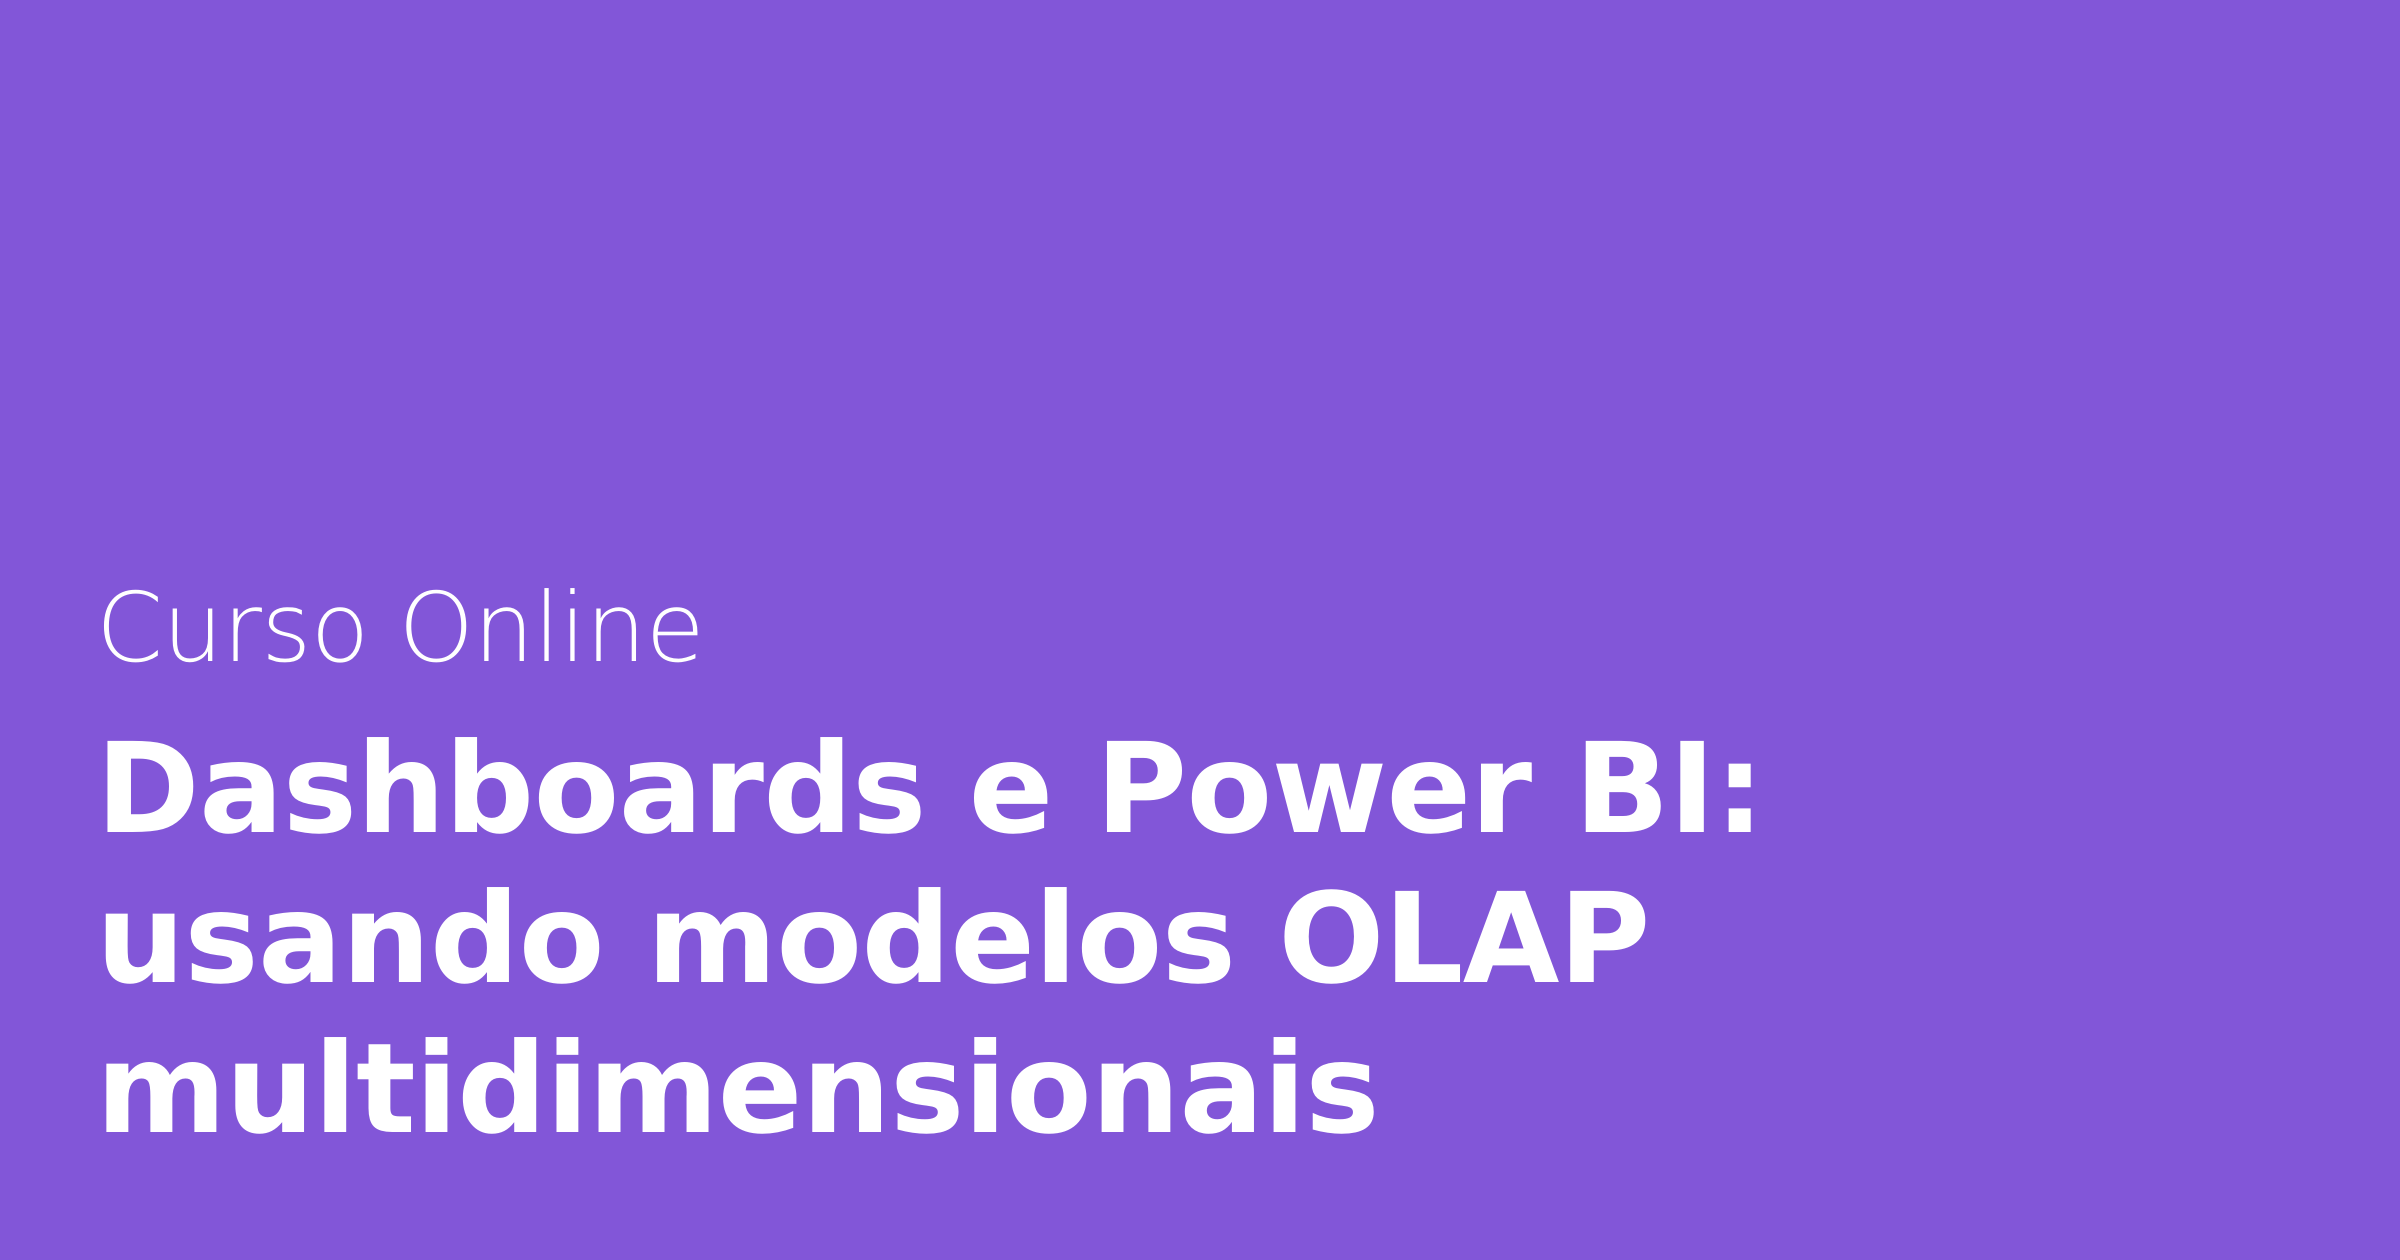 Curso Online
Dashboards e Power BI:
usando modelos OLAP
multidimensionais